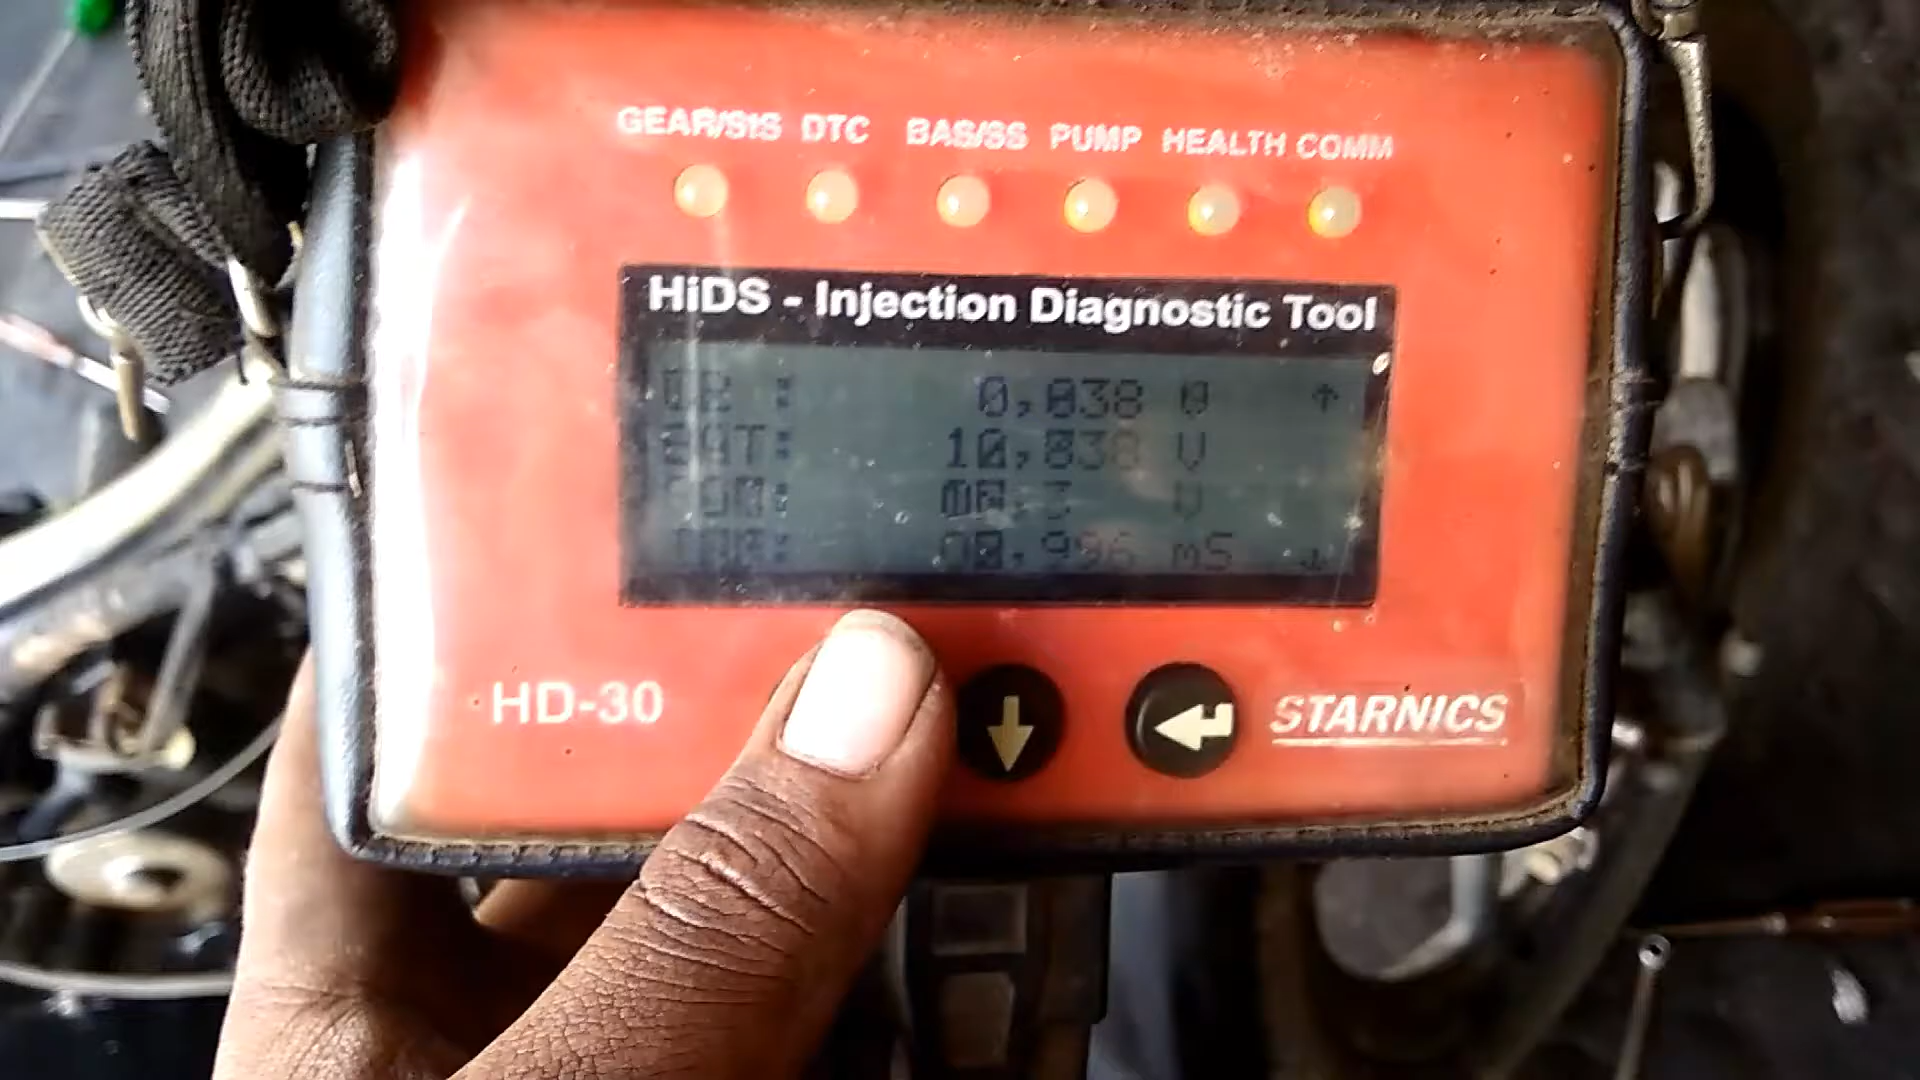 GEAR/SIS DTC BAS/SS PUMP HEALTH COMM
HiDS - Injection Diagnostic Tool
0,038
BAT: 10,838 V
mS
HD-30
STARNICS